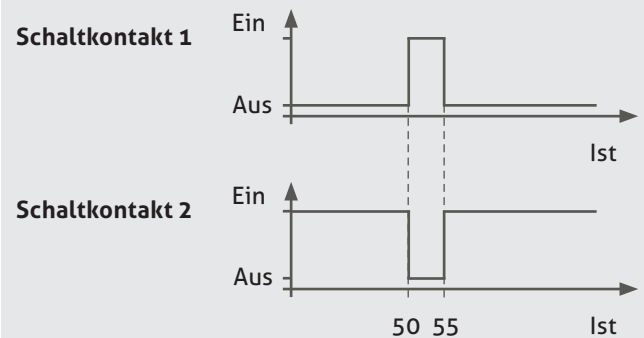 Schaltkontakt 1
Ein
Aus
Ist
Schaltkontakt 2
Ein
Aus
50 55
Ist